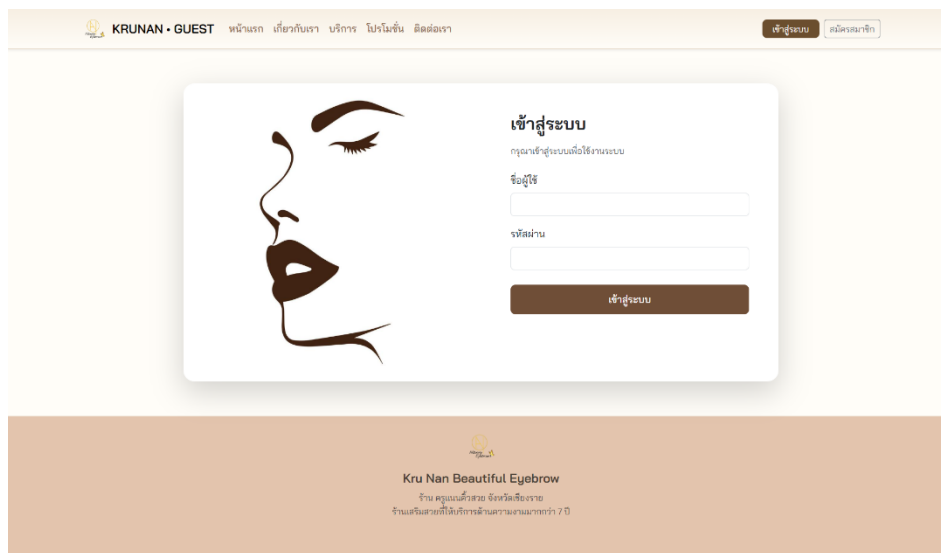 KRUNAN • GUEST หน้าแรก เกี่ยวกับเรา บริการ โปรโมชั่น ติดต่อเรา เข้าสู่ระบบ สมัครสมาชิก
เข้าสู่ระบบ
กรุณาเข้าสู่ระบบเพื่อใช้งานระบบ
ชื่อผู้ใช้
รหัสผ่าน
เข้าสู่ระบบ
Kru Nan Beautiful Eyebrow
ร้าน ครูแนนคิ้วสวย จังหวัดเชียงราย
ร้านเสริมสวยที่ให้บริการด้านความงามมากกว่า 7 ปี